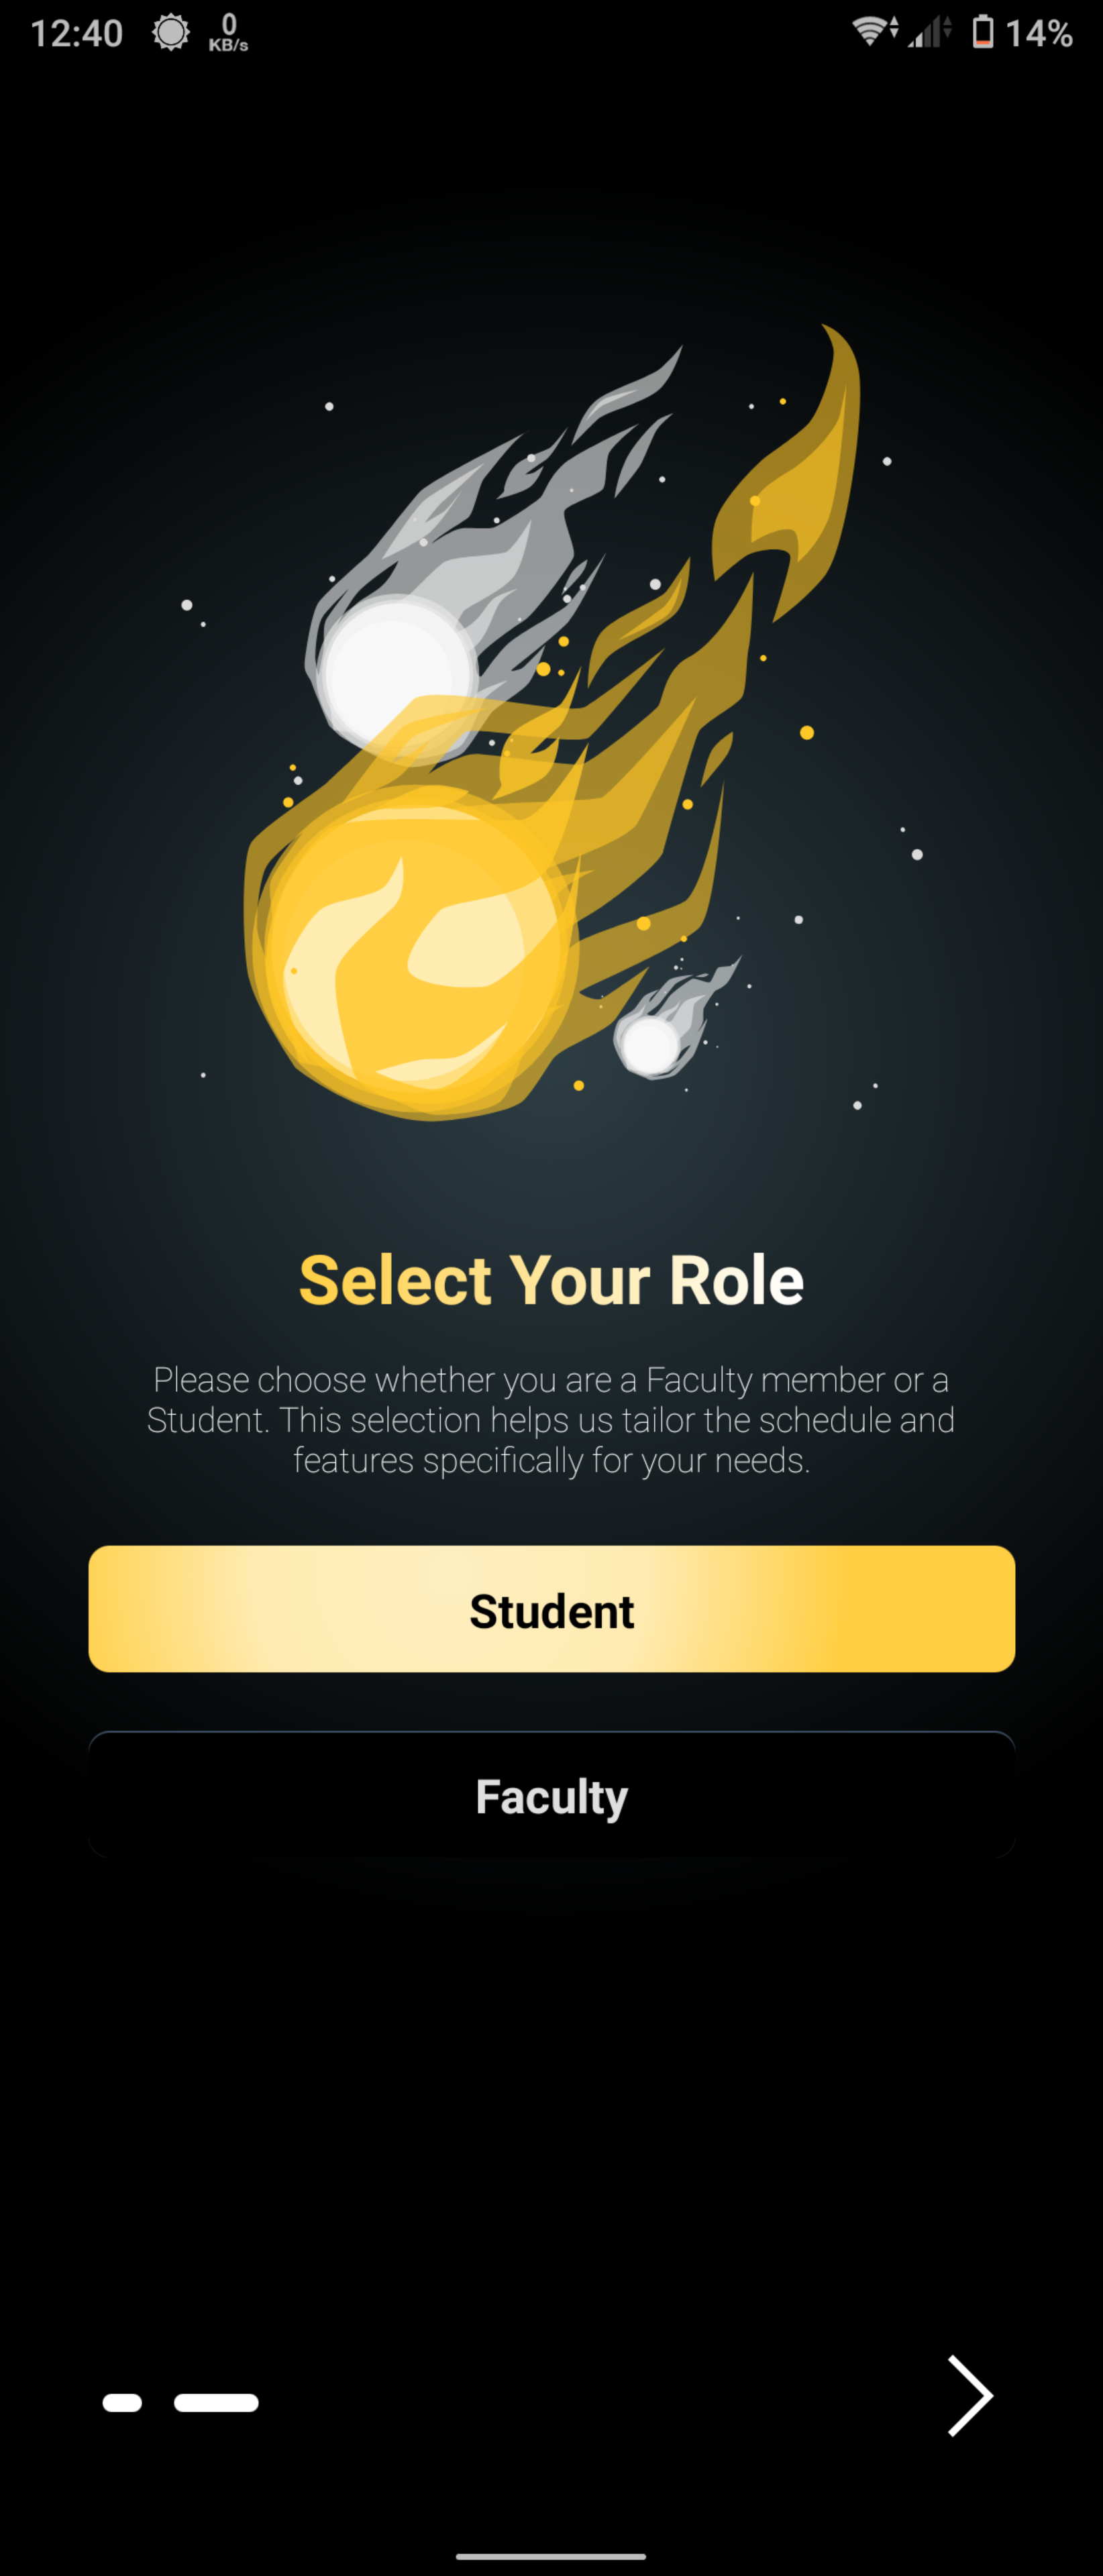 12:40 0 KB/s 14%
Select Your Role
Please choose whether you are a Faculty member or a
Student. This selection helps us tailor the schedule and
features specifically for your needs.
Student
Faculty